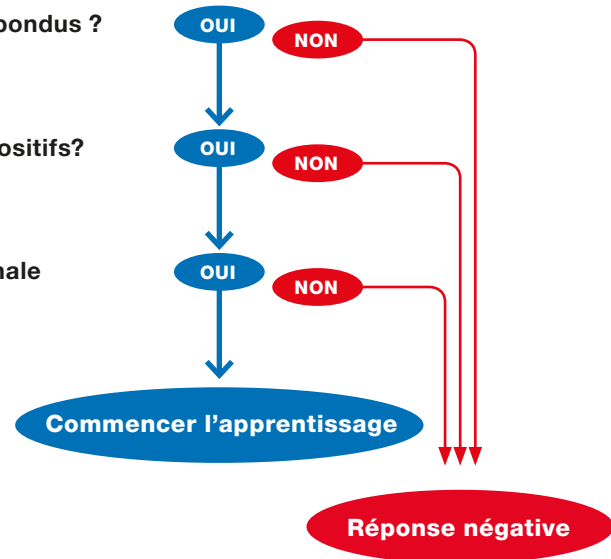 pondus ?
OUI
NON
ositifs?
OUI
NON
nale
OUI
NON
Commencer l’apprentissage
Réponse négative